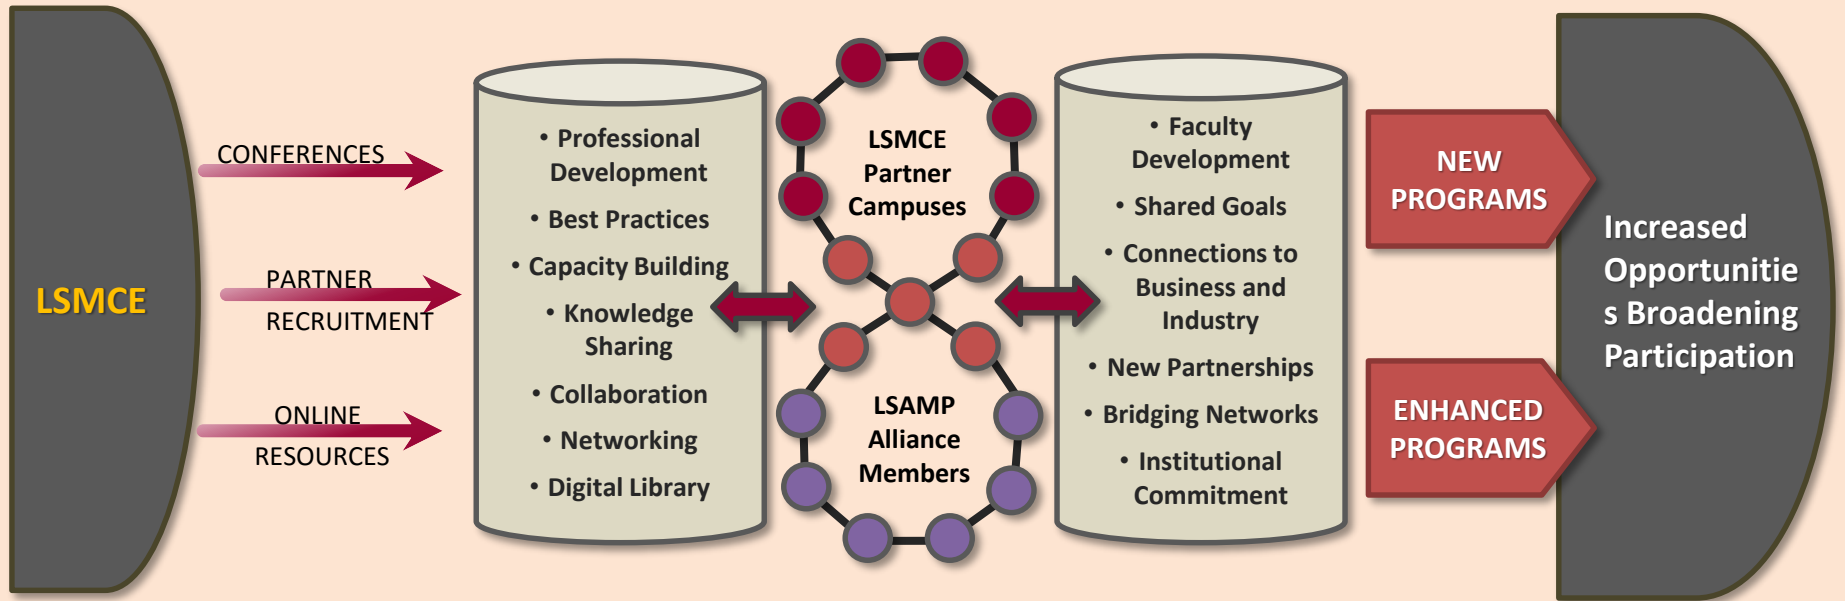 LSMCE
CONFERENCES
PARTNER
RECRUITMENT
ONLINE
RESOURCES
• Professional
Development
• Best Practices
• Capacity Building
• Knowledge
Sharing
• Collaboration
• Networking
• Digital Library
LSMCE
Partner
Campuses
LSAMP
Alliance
Members
• Faculty
Development
• Shared Goals
• Connections to
Business and
Industry
• New Partnerships
• Bridging Networks
• Institutional
Commitment
NEW
PROGRAMS
ENHANCED
PROGRAMS
Increased
Opportunitie
s Broadening
Participation